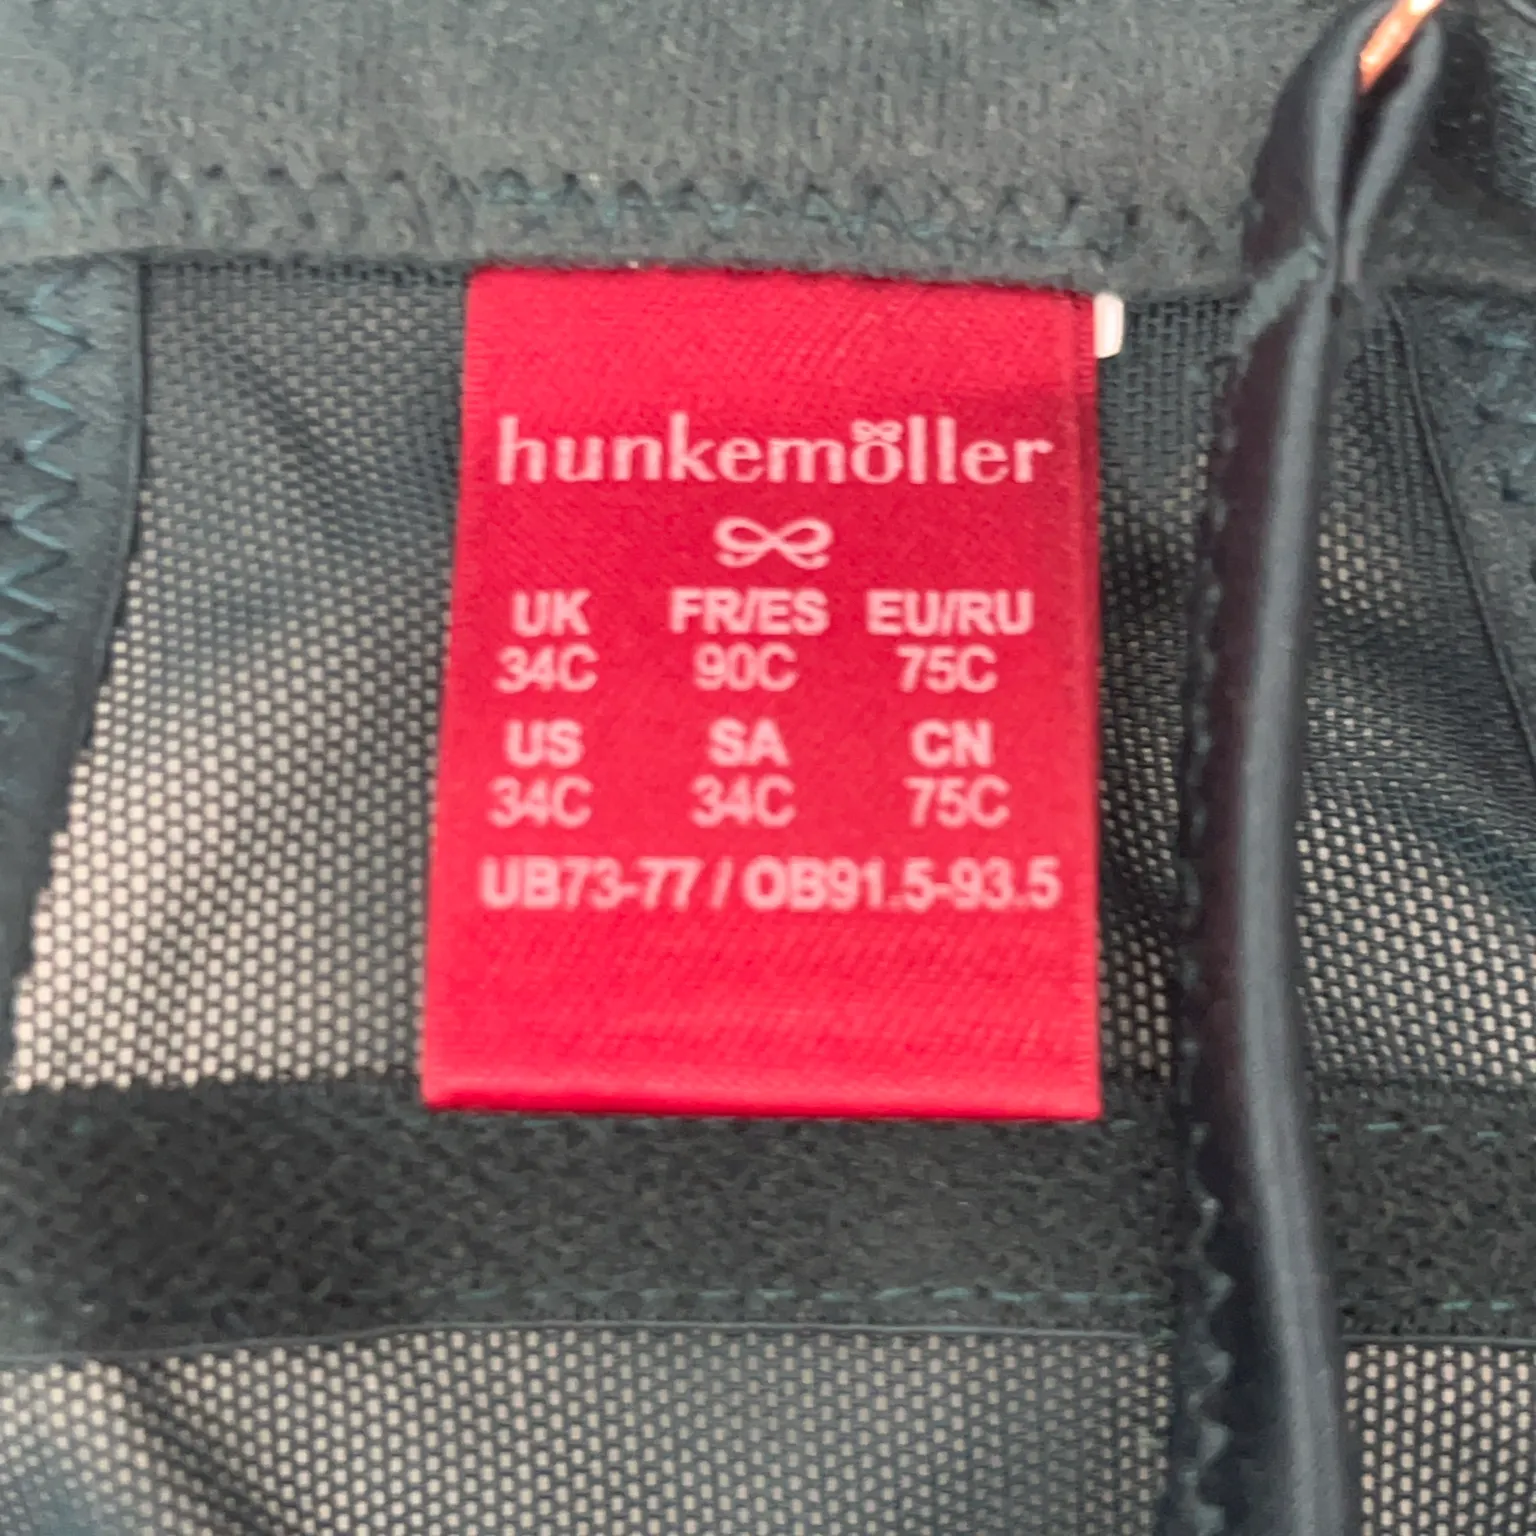 hunkemöller
UK FR/ES EU/RU
34C 90C 75C
US SA CN
34C 34C 75C
UB73-77 / OB91.5-93.5